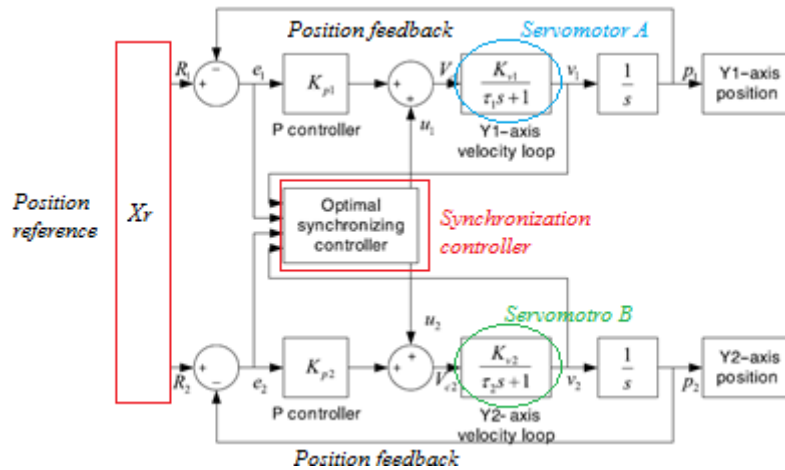 Position feedback
Servomotor A
R1
−
+
e1
Kp1
P controller
+
+
V
Kv1
τ1s+1
Y1-axis
velocity loop
v1
1
s
p1
Y1-axis
position
u1
Position
reference
Xr
Optimal
synchronizing
controller
Synchronization
controller
u2
Servomotro B
R2
+
−
e2
Kp2
P controller
+
+
Vc2
Kv2
τ2s+1
Y2- axis
velocity loop
v2
1
s
p2
Y2-axis
position
Position feedback